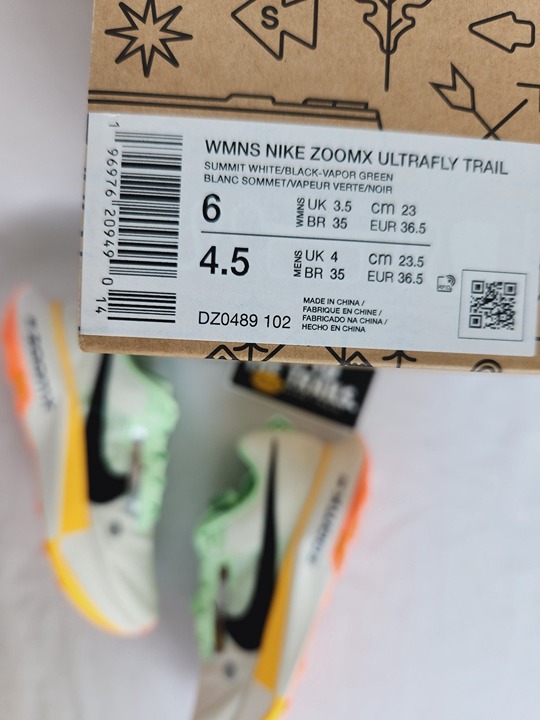 S
WMNS NIKE ZOOMX ULTRAFLY TRAIL
SUMMIT WHITE/BLACK-VAPOR GREEN
BLANC SOMMET/VAPEUR VERTE/NOIR
6 WMNS UK 3.5 cm 23
BR 35 EUR 36.5
4.5 MENS UK 4 cm 23.5
BR 35 EUR 36.5
DZ0489 102
MADE IN CHINA /
FABRIQUE EN CHINE /
FABRICADO NA CHINA /
HECHO EN CHINA
1 96976 20949 0 14
TRAILS.